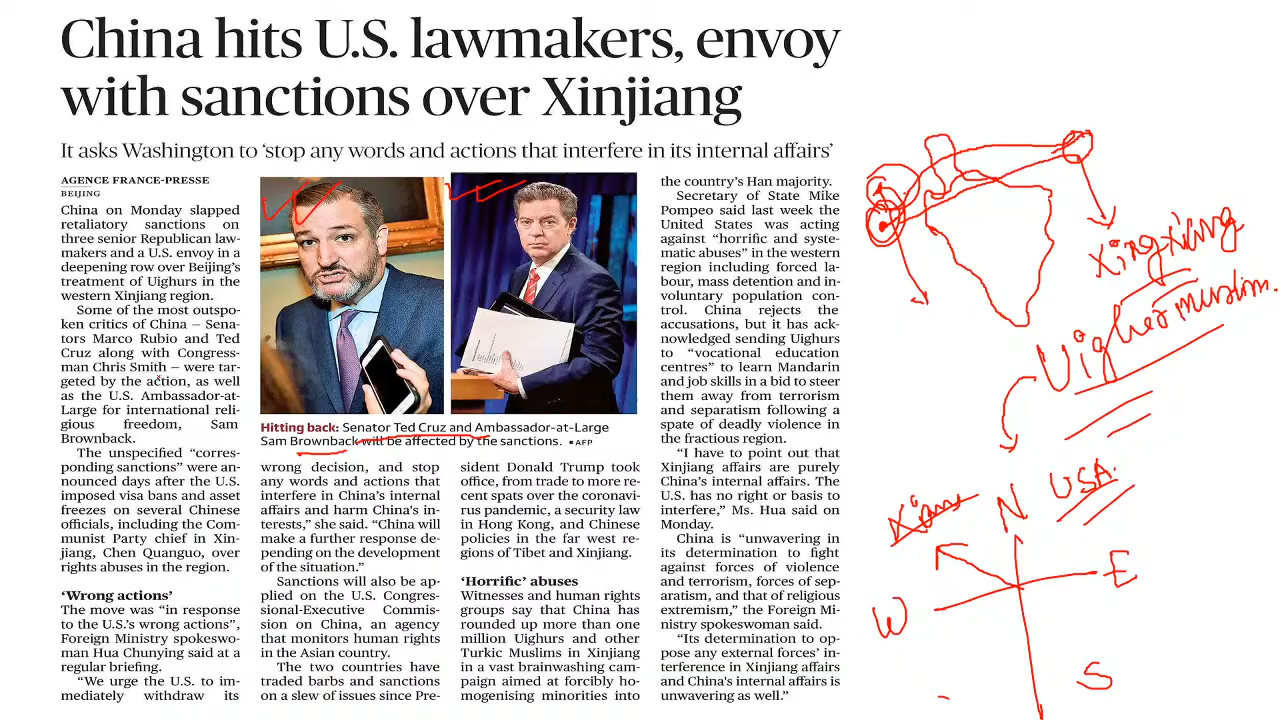 China hits U.S. lawmakers, envoy
with sanctions over Xinjiang
It asks Washington to ‘stop any words and actions that interfere in its internal affairs’
AGENCE FRANCE-PRESSE
BEIJING
China on Monday slapped
retaliatory sanctions on
three senior Republican law-
makers and a U.S. envoy in a
deepening row over Beijing's
treatment of Uighurs in the
western Xinjiang region.
Some of the most outspo-
ken critics of China – Sena-
tors Marco Rubio and Ted
Cruz along with Congress-
man Chris Smith – were tar-
geted by the action, as well
as the U.S. Ambassador-at-
Large for international reli-
gious freedom, Sam
Brownback.
The unspecified “corres-
ponding sanctions” were an-
nounced days after the U.S.
imposed visa bans and asset
freezes on several Chinese
officials, including the Com-
munist Party chief in Xin-
jiang, Chen Quanguo, over
rights abuses in the region.
‘Wrong actions’
The move was “in response
to the U.S.'s wrong actions”,
Foreign Ministry spokeswo-
man Hua Chunying said at a
regular briefing.
“We urge the U.S. to im-
mediately withdraw its
Hitting back: Senator Ted Cruz and Ambassador-at-Large
Sam Brownback will be affected by the sanctions. ▪ AFP
wrong decision, and stop
any words and actions that
interfere in China's internal
affairs and harm China's in-
terests,” she said. “China will
make a further response de-
pending on the development
of the situation.”
Sanctions will also be ap-
plied on the U.S. Congres-
sional-Executive Commis-
sion on China, an agency
that monitors human rights
in the Asian country.
The two countries have
traded barbs and sanctions
on a slew of issues since Pre-
sident Donald Trump took
office, from trade to more re-
cent spats over the coronavi-
rus pandemic, a security law
in Hong Kong, and Chinese
policies in the far west re-
gions of Tibet and Xinjiang.
‘Horrific’ abuses
Witnesses and human rights
groups say that China has
rounded up more than one
million Uighurs and other
Turkic Muslims in Xinjiang
in a vast brainwashing cam-
paign aimed at forcibly ho-
mogenising minorities into
the country's Han majority.
Secretary of State Mike
Pompeo said last week the
United States was acting
against “horrific and syste-
matic abuses” in the western
region including forced la-
bour, mass detention and in-
voluntary population con-
trol. China rejects the
accusations, but it has ack-
nowledged sending Uighurs
to “vocational education
centres” to learn Mandarin
and job skills in a bid to steer
them away from terrorism
and separatism following a
spate of deadly violence in
the fractious region.
“I have to point out that
Xinjiang affairs are purely
China's internal affairs. The
U.S. has no right or basis to
interfere,” Ms. Hua said on
Monday.
China is “unwavering in
its determination to fight
against forces of violence
and terrorism, forces of sep-
aratism, and that of religious
extremism,” the Foreign Mi-
nistry spokeswoman said.
“Its determination to op-
pose any external forces' in-
terference in Xinjiang affairs
and China's internal affairs is
unwavering as well.”
Xingxiang
Uigher muslim.
USA.
N
E
W
S